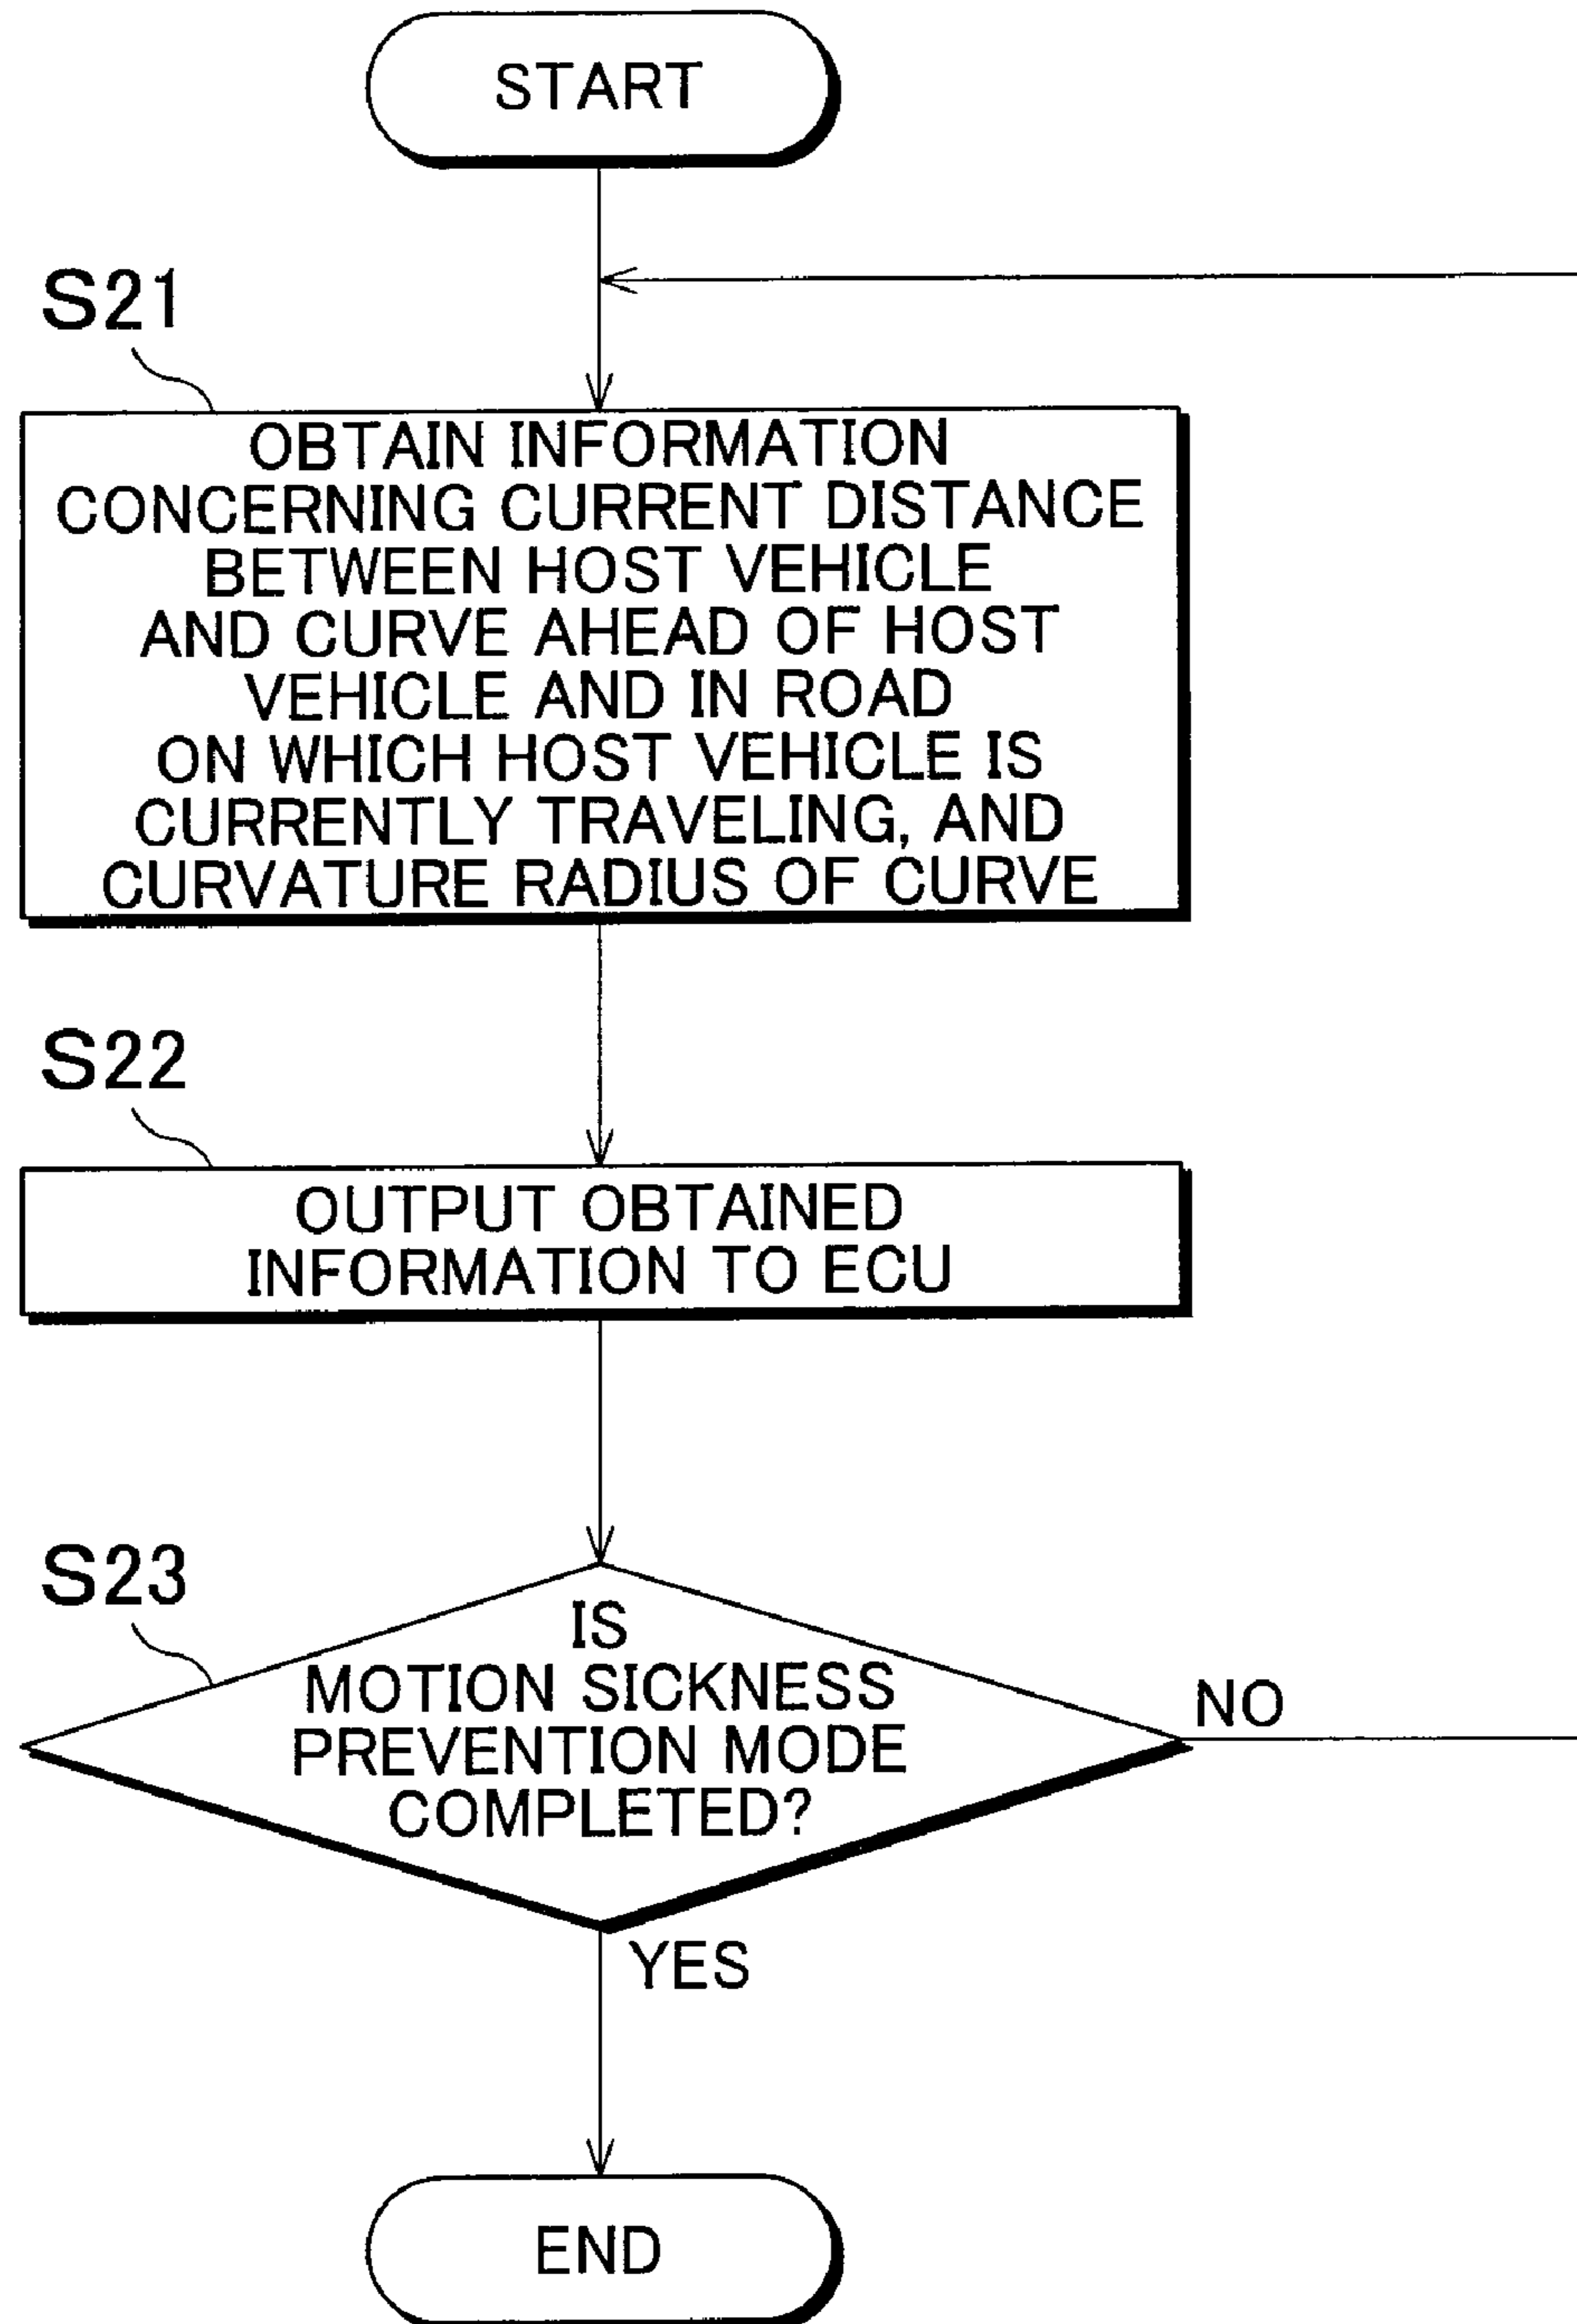 START
S21
OBTAIN INFORMATION
CONCERNING CURRENT DISTANCE
BETWEEN HOST VEHICLE
AND CURVE AHEAD OF HOST
VEHICLE AND IN ROAD
ON WHICH HOST VEHICLE IS
CURRENTLY TRAVELING, AND
CURVATURE RADIUS OF CURVE
S22
OUTPUT OBTAINED
INFORMATION TO ECU
S23
IS
MOTION SICKNESS
PREVENTION MODE
COMPLETED?
NO
YES
END